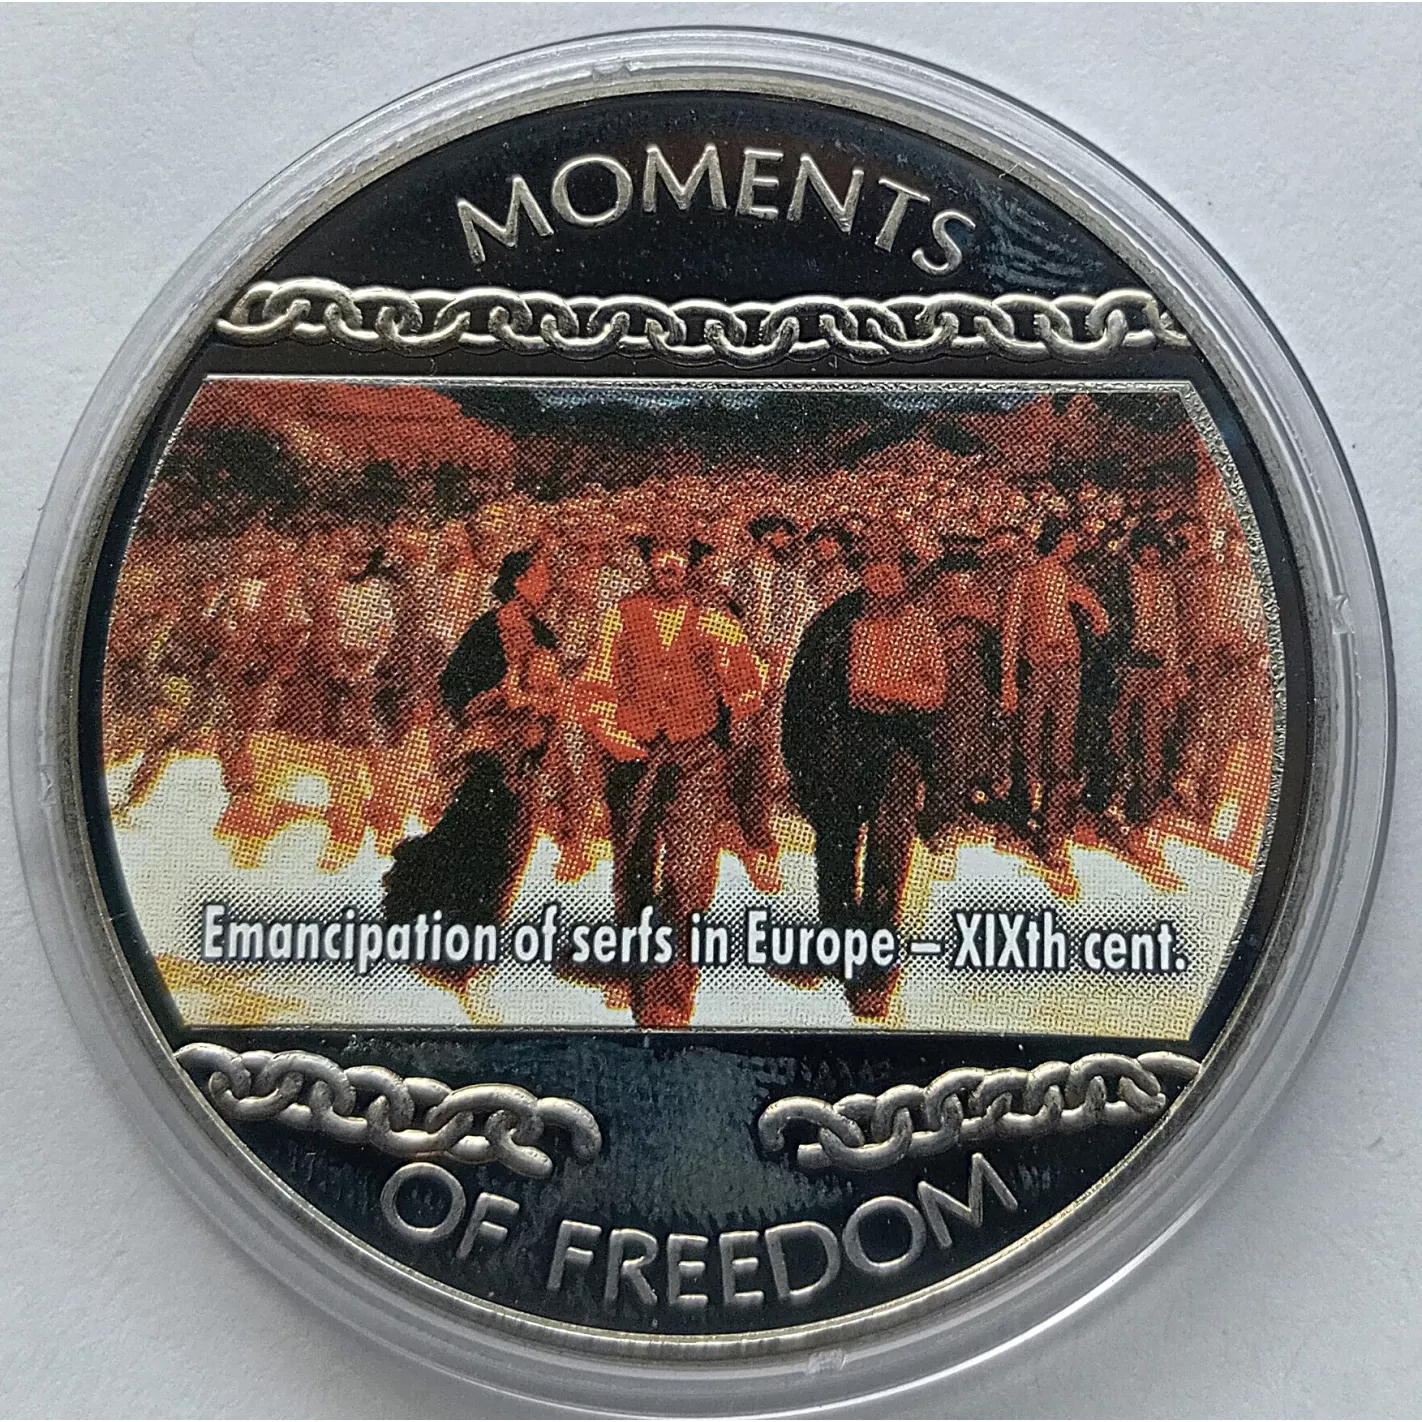 MOMENTS
Emancipation of serfs in Europe – XIXth cent.
OF FREEDOM